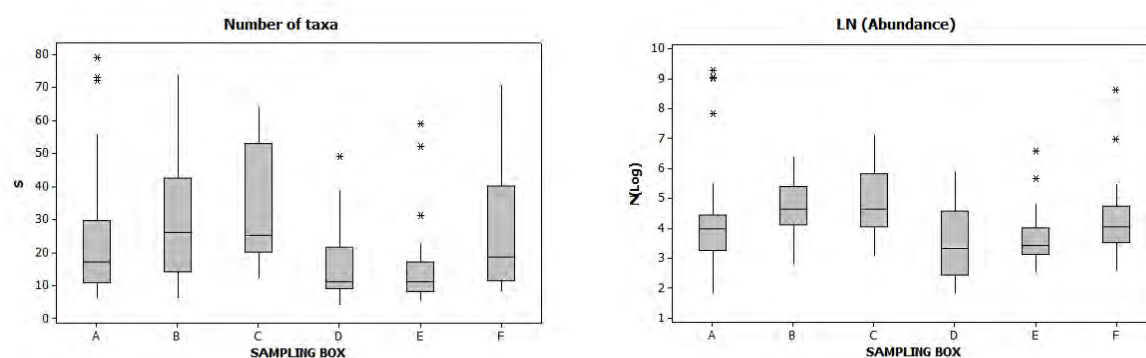 Number of taxa
80
70
60
50
40
30
20
10
0
S
A B C D E F
SAMPLING BOX
LN (Abundance)
10
9
8
7
6
5
4
3
2
1
N(Log)
A B C D E F
SAMPLING BOX